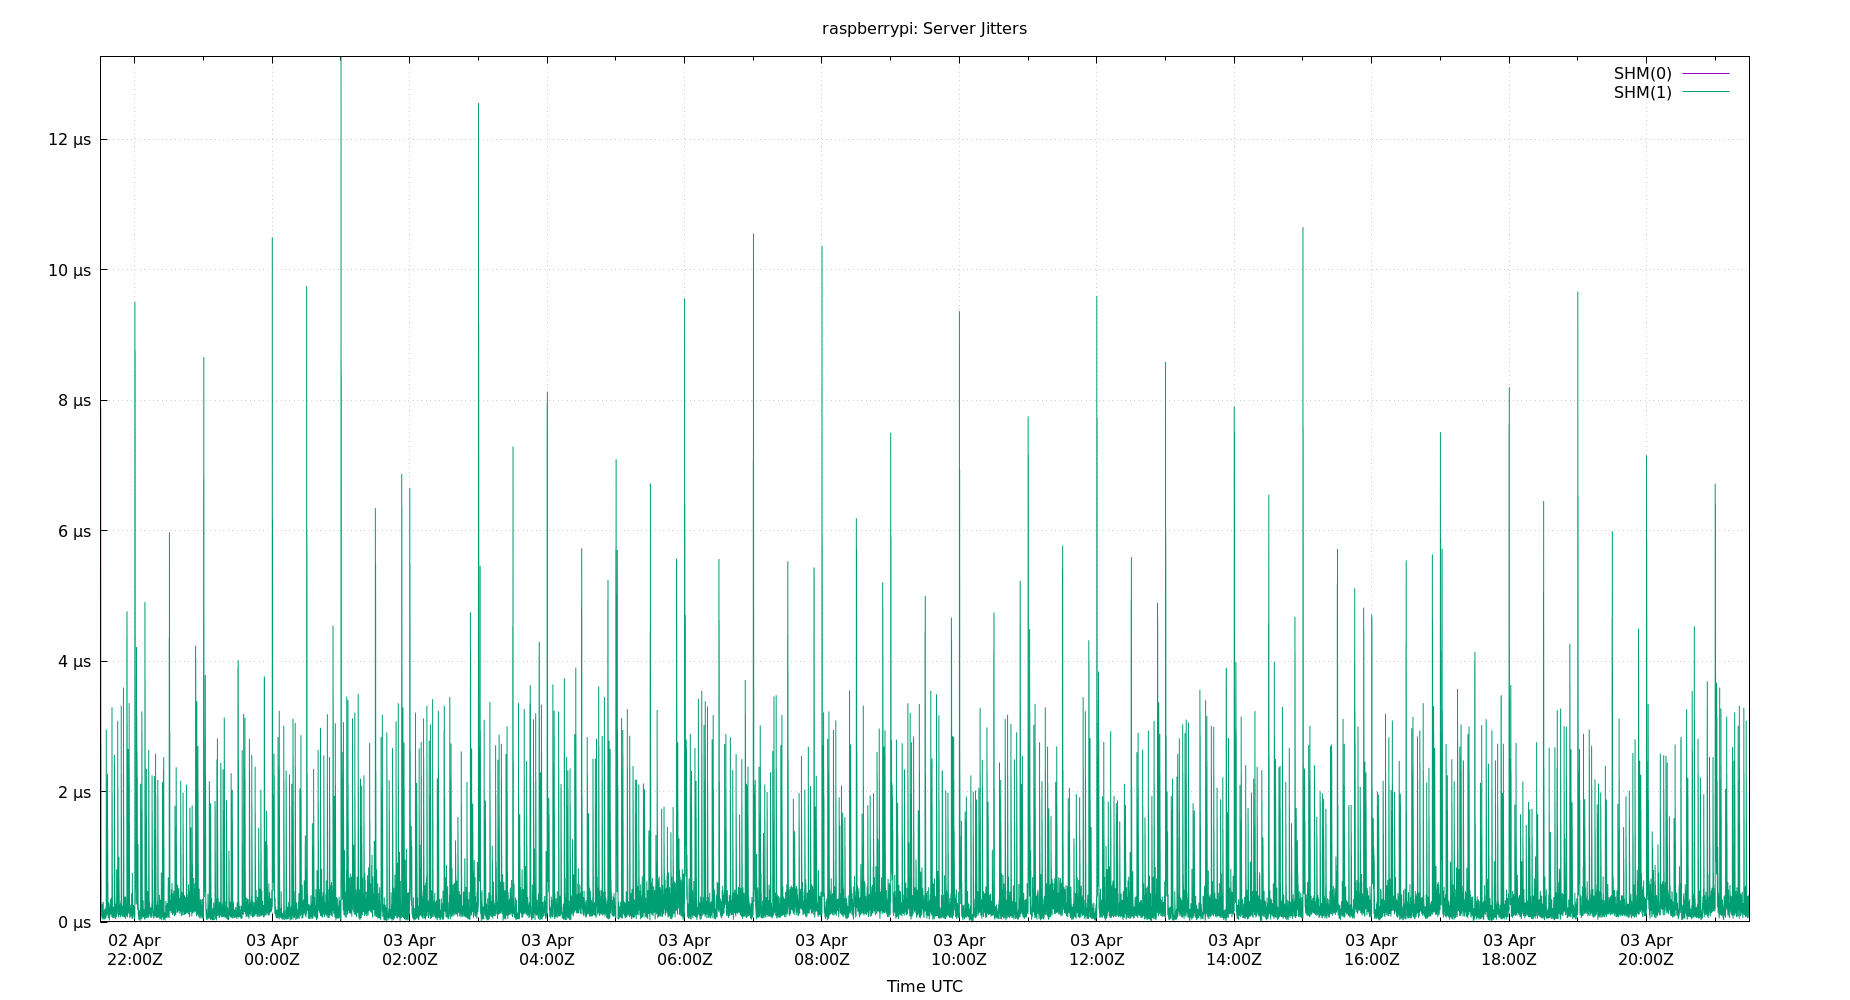 raspberrypi: Server Jitters
SHM(0)
SHM(1)
12 µs
10 µs
8 µs
6 µs
4 µs
2 µs
0 µs
02 Apr 03 Apr 03 Apr 03 Apr 03 Apr 03 Apr 03 Apr 03 Apr 03 Apr 03 Apr 03 Apr 03 Apr
22:00Z 00:00Z 02:00Z 04:00Z 06:00Z 08:00Z 10:00Z 12:00Z 14:00Z 16:00Z 18:00Z 20:00Z
Time UTC